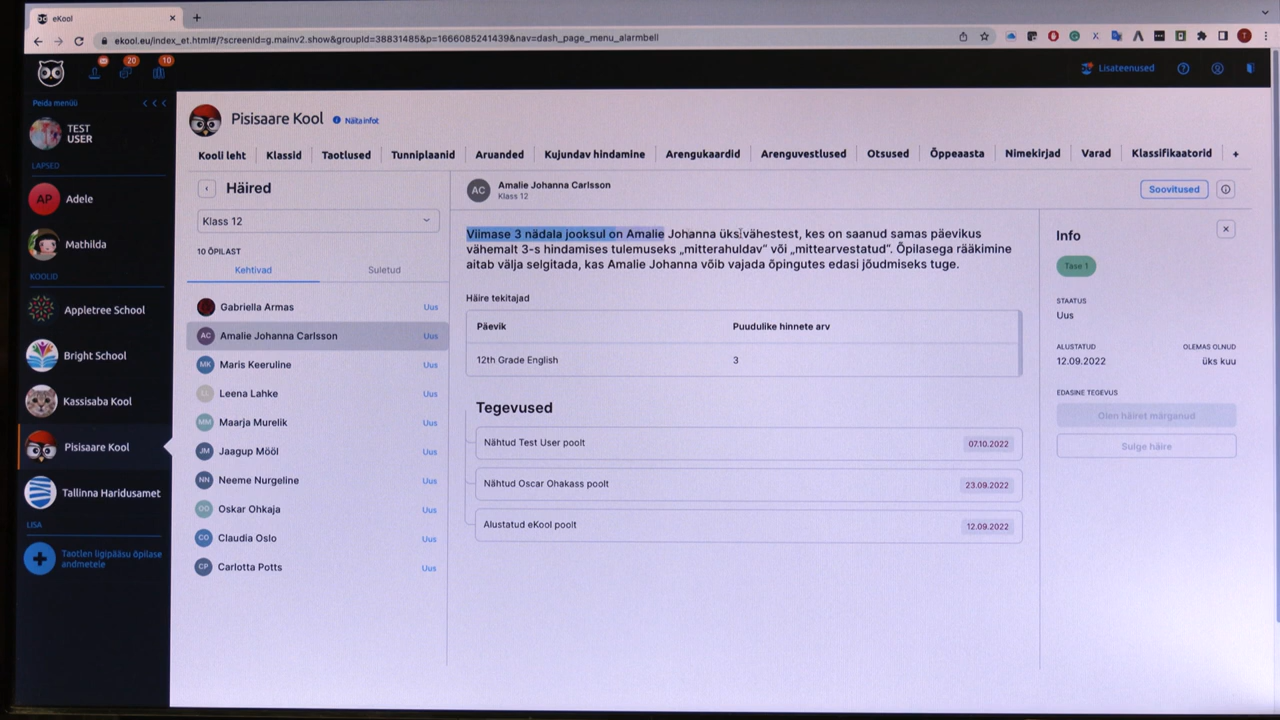 eKool
ekool.eu/index_et.html#/?screenId=g.mainv2.show&groupId=38831485&p=1666085241439&nav=dash_page_menu_alarmbell
T
20
10
Lisateenused
Peida menüü
TEST
USER
LAPSED
AP Adele
Mathilda
KOOLID
Appletree School
Bright School
Kassisaba Kool
Pisisaare Kool
Tallinna Haridusamet
LISA
Taotlen ligipääsu õpilase
andmetele
Pisisaare Kool Näita infot
Kooli leht Klassid Taotlused Tunniplaanid Aruanded Kujundav hindamine Arengukaardid Arenguvestlused Otsused Õppeaasta Nimekirjad Varad Klassifikaatorid +
Häired
Klass 12
10 ÕPILAST
Kehtivad Suletud
Gabriella Armas Uus
AC Amalie Johanna Carlsson Uus
MK Maris Keeruline Uus
LL Leena Lahke Uus
MM Maarja Murelik Uus
JM Jaagup Mööl Uus
NN Neeme Nurgeline Uus
OO Oskar Ohkaja Uus
CO Claudia Oslo Uus
CP Carlotta Potts Uus
AC Amalie Johanna Carlsson
Klass 12
Soovitused
Viimase 3 nädala jooksul on Amalie Johanna üks vähestest, kes on saanud samas päevikus
vähemalt 3-s hindamises tulemuseks „mitterahuldav“ või „mittearvestatud“. Õpilasega rääkimine
aitab välja selgitada, kas Amalie Johanna võib vajada õpingutes edasi jõudmiseks tuge.
Häire tekitajad
Päevik Puudulike hinnete arv
12th Grade English 3
Tegevused
Nähtud Test User poolt 07.10.2022
Nähtud Oscar Ohakass poolt 23.09.2022
Alustatud eKool poolt 12.09.2022
Info
Tase 1
STAATUS
Uus
ALUSTATUD OLEMAS OLNUD
12.09.2022 üks kuu
EDASINE TEGEVUS
Olen häiret märganud
Sulge häire